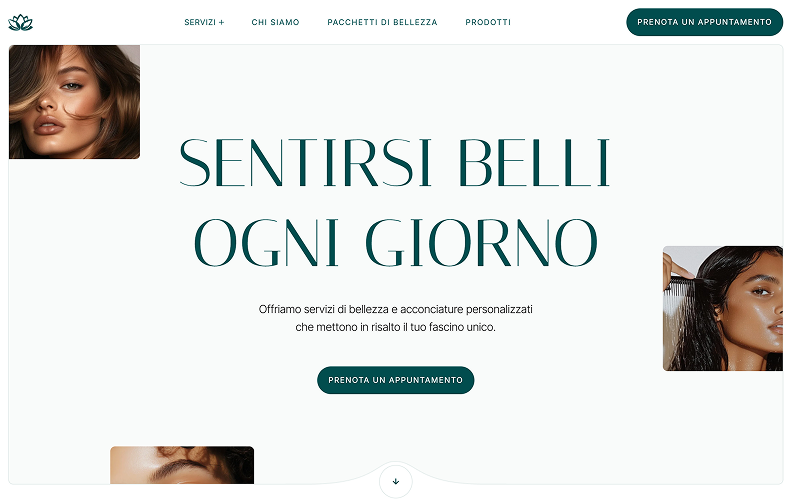 SERVIZI +
CHI SIAMO
PACCHETTI DI BELLEZZA
PRODOTTI
PRENOTA UN APPUNTAMENTO
SENTIRSI BELLI
OGNI GIORNO
Offriamo servizi di bellezza e acconciature personalizzati
che mettono in risalto il tuo fascino unico.
PRENOTA UN APPUNTAMENTO